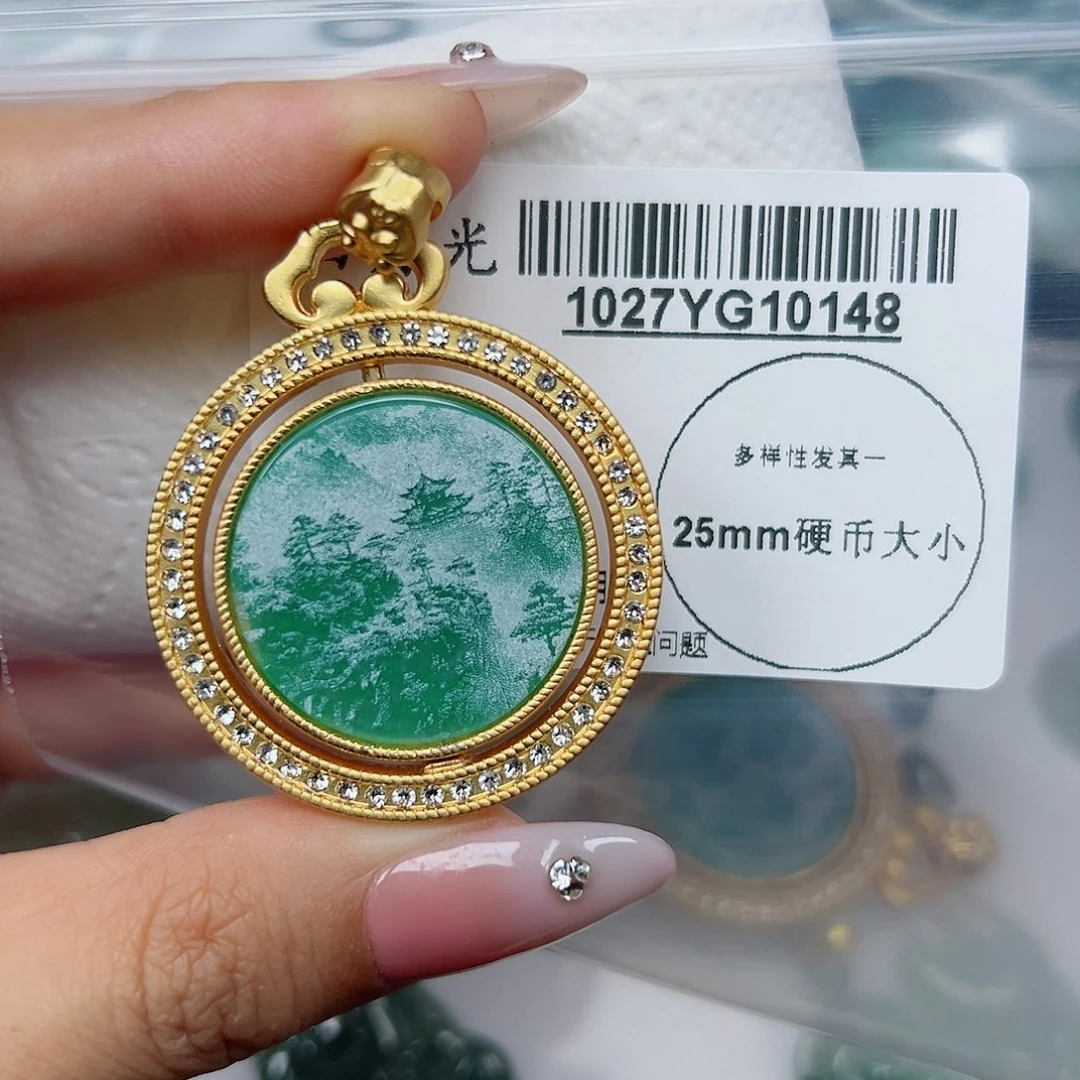 光
1027YG10148
多样性发其一
25mm硬币大小
问题